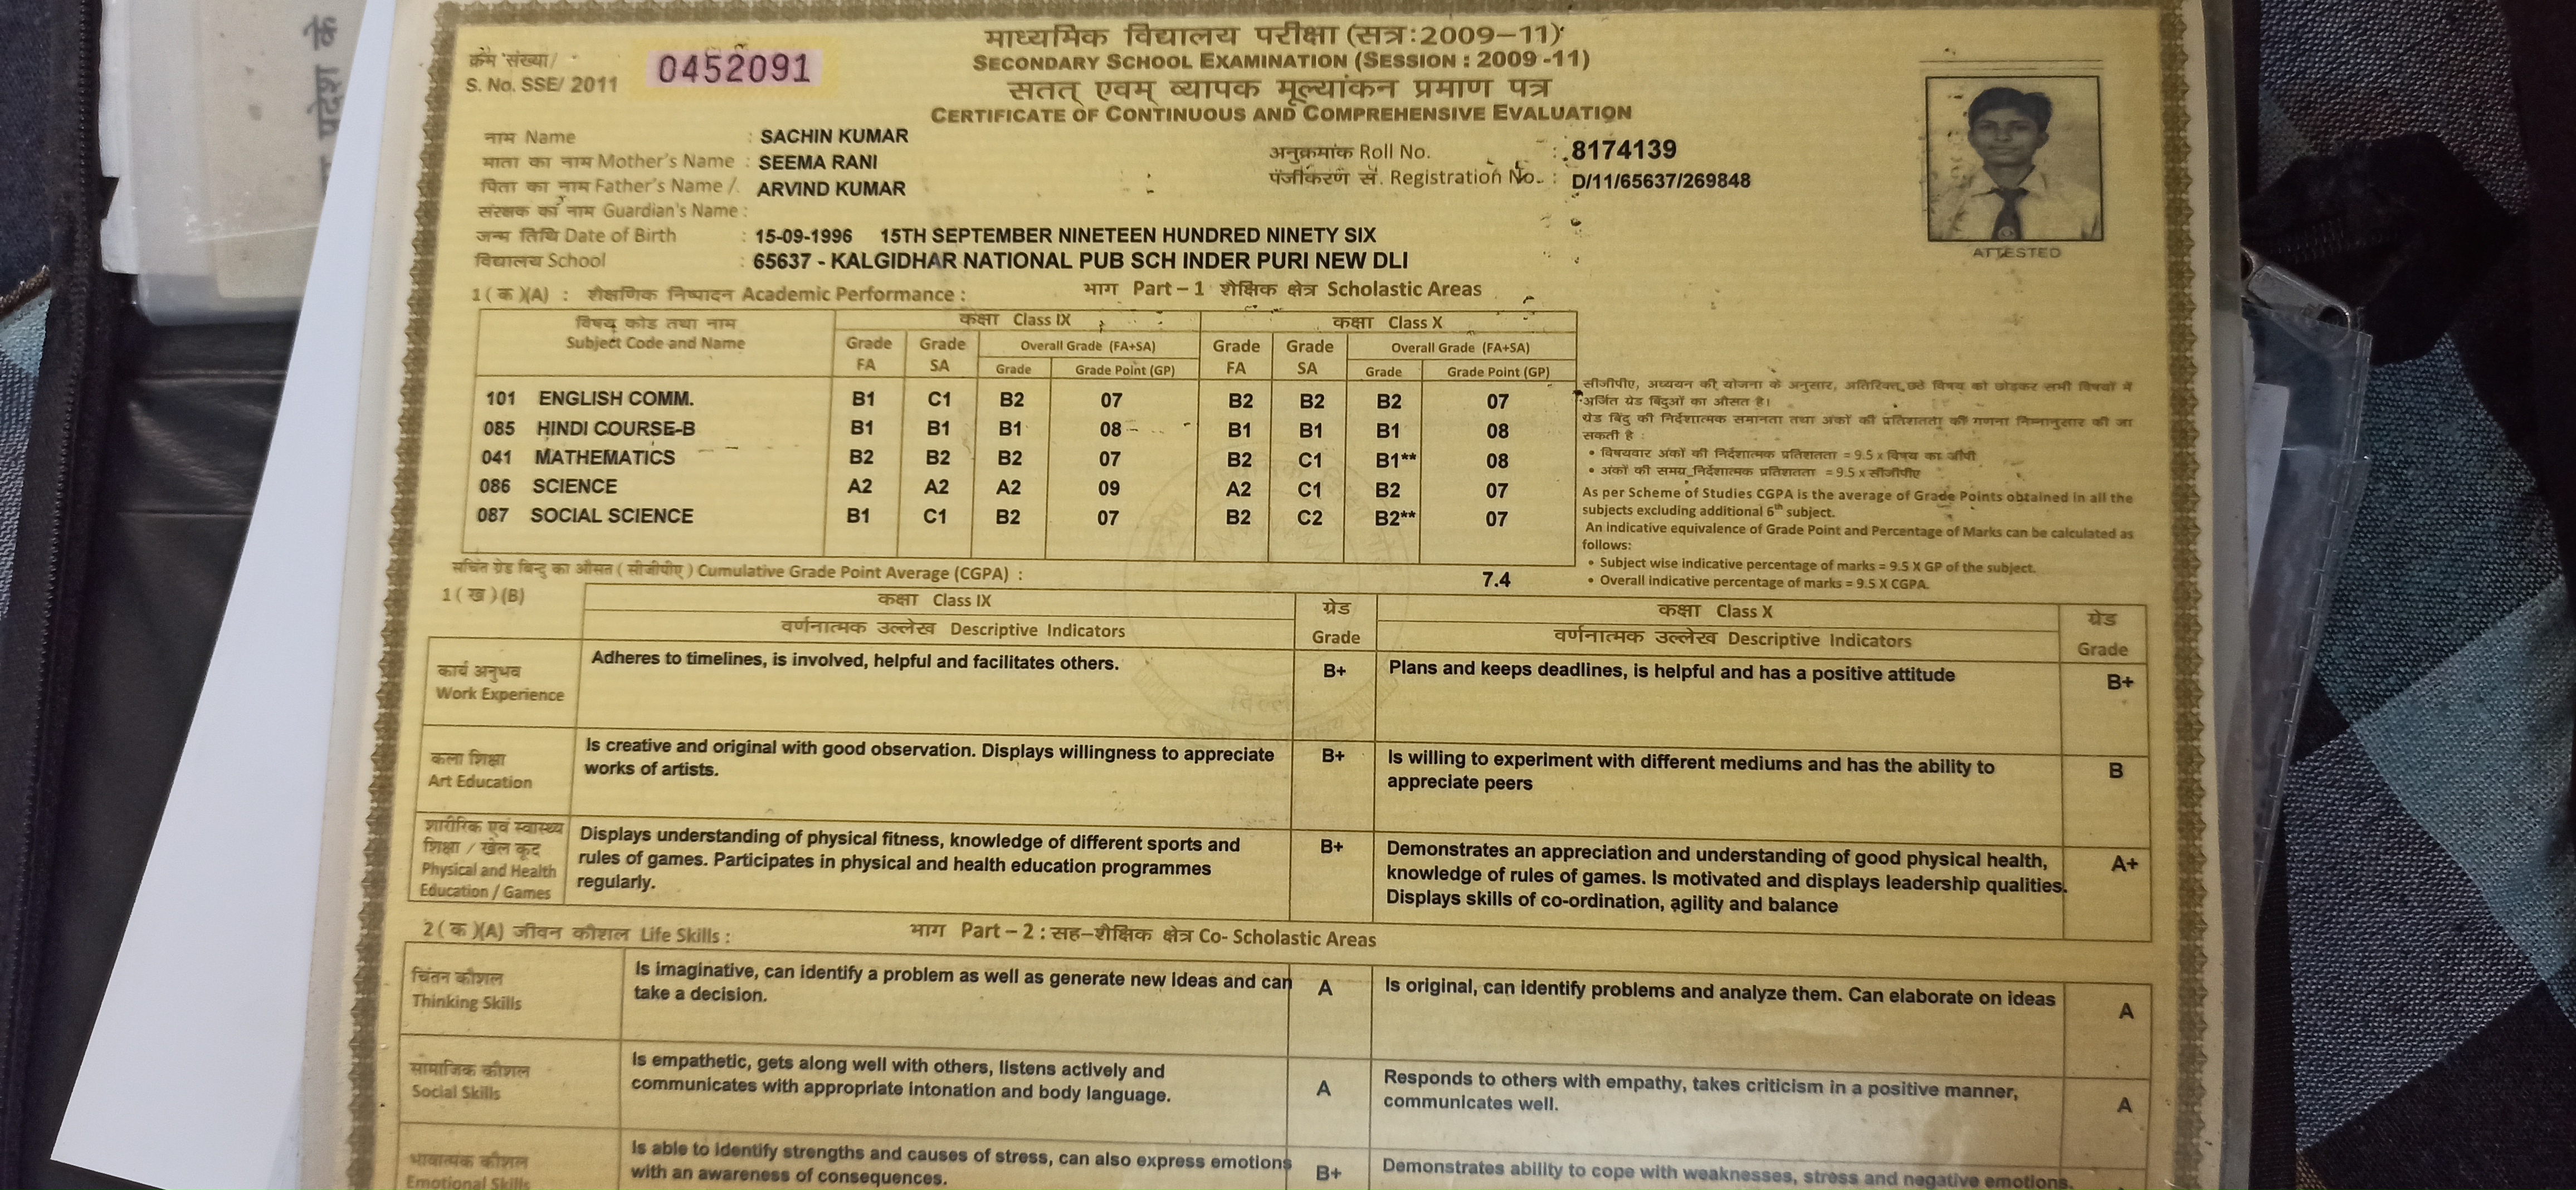 प्रदेश के
क्रम संख्या /
S. No. SSE/ 2011 0452091
माध्यमिक विद्यालय परीक्षा (सत्र:2009–11)
SECONDARY SCHOOL EXAMINATION (SESSION : 2009-11)
सतत् एवम् व्यापक मूल्यांकन प्रमाण पत्र
CERTIFICATE OF CONTINUOUS AND COMPREHENSIVE EVALUATION
नाम Name : SACHIN KUMAR अनुक्रमांक Roll No. : 8174139
माता का नाम Mother's Name : SEEMA RANI पंजीकरण सं. Registration No. : D/11/65637/269848
पिता का नाम Father's Name / ARVIND KUMAR
संरक्षक का नाम Guardian's Name :
जन्म तिथि Date of Birth : 15-09-1996 15TH SEPTEMBER NINETEEN HUNDRED NINETY SIX
विद्यालय School : 65637 - KALGIDHAR NATIONAL PUB SCH INDER PURI NEW DLI
ATTESTED
भाग Part – 1 शैक्षिक क्षेत्र Scholastic Areas
1(क)(A) : शैक्षणिक निष्पादन Academic Performance :
विषय कोड तथा नाम कक्षा Class IX कक्षा Class X
Subject Code and Name Grade FA Grade SA Overall Grade (FA+SA) Grade FA Grade SA Overall Grade (FA+SA)
Grade Grade Point (GP) Grade Grade Point (GP)
101 ENGLISH COMM. B1 C1 B2 07 B2 B2 B2 07
085 HINDI COURSE-B B1 B1 B1 08 B1 B1 B1 08
041 MATHEMATICS B2 B2 B2 07 B2 C1 B1** 08
086 SCIENCE A2 A2 A2 09 A2 C1 B2 07
087 SOCIAL SCIENCE B1 C1 B2 07 B2 C2 B2** 07
संचित ग्रेड बिन्दु का औसत ( सीजीपीए ) Cumulative Grade Point Average (CGPA) : 7.4
सीजीपीए, अध्ययन की योजना के अनुसार, अतिरिक्त छठे विषय को छोड़कर सभी विषयों में
अर्जित ग्रेड बिंदुओं का औसत है।
ग्रेड बिंदु की निर्देशात्मक समानता तथा अंकों की प्रतिशतता की गणना निम्नानुसार की जा
सकती है :
• विषयवार अंकों की निर्देशात्मक प्रतिशतता = 9.5 x विषय का जीपी
• अंकों की समग्र निर्देशात्मक प्रतिशतता = 9.5 x सीजीपीए
As per Scheme of Studies CGPA is the average of Grade Points obtained in all the
subjects excluding additional 6th subject.
An indicative equivalence of Grade Point and Percentage of Marks can be calculated as
follows:
• Subject wise indicative percentage of marks = 9.5 X GP of the subject.
• Overall indicative percentage of marks = 9.5 X CGPA.
1(ख)(B)
कक्षा Class IX ग्रेड कक्षा Class X ग्रेड
वर्णनात्मक उल्लेख Descriptive Indicators Grade वर्णनात्मक उल्लेख Descriptive Indicators Grade
कार्य अनुभव
Work Experience
Adheres to timelines, is involved, helpful and facilitates others. B+ Plans and keeps deadlines, is helpful and has a positive attitude B+
कला शिक्षा
Art Education
Is creative and original with good observation. Displays willingness to appreciate
works of artists.
B+
Is willing to experiment with different mediums and has the ability to
appreciate peers
B
शारीरिक एवं स्वास्थ्य
शिक्षा / खेल कूद
Physical and Health
Education / Games
Displays understanding of physical fitness, knowledge of different sports and
rules of games. Participates in physical and health education programmes
regularly.
B+
Demonstrates an appreciation and understanding of good physical health,
knowledge of rules of games. Is motivated and displays leadership qualities.
Displays skills of co-ordination, agility and balance
A+
भाग Part – 2 : सह–शैक्षिक क्षेत्र Co- Scholastic Areas
2(क)(A) जीवन कौशल Life Skills :
चिंतन कौशल
Thinking Skills
Is imaginative, can identify a problem as well as generate new ideas and can
take a decision.
A
Is original, can identify problems and analyze them. Can elaborate on ideas
A
सामाजिक कौशल
Social Skills
Is empathetic, gets along well with others, listens actively and
communicates with appropriate intonation and body language.
A
Responds to others with empathy, takes criticism in a positive manner,
communicates well.
A
भावात्मक कौशल
Emotional Skills
Is able to identify strengths and causes of stress, can also express emotions
with an awareness of consequences.
B+
Demonstrates ability to cope with weaknesses, stress and negative emotions.